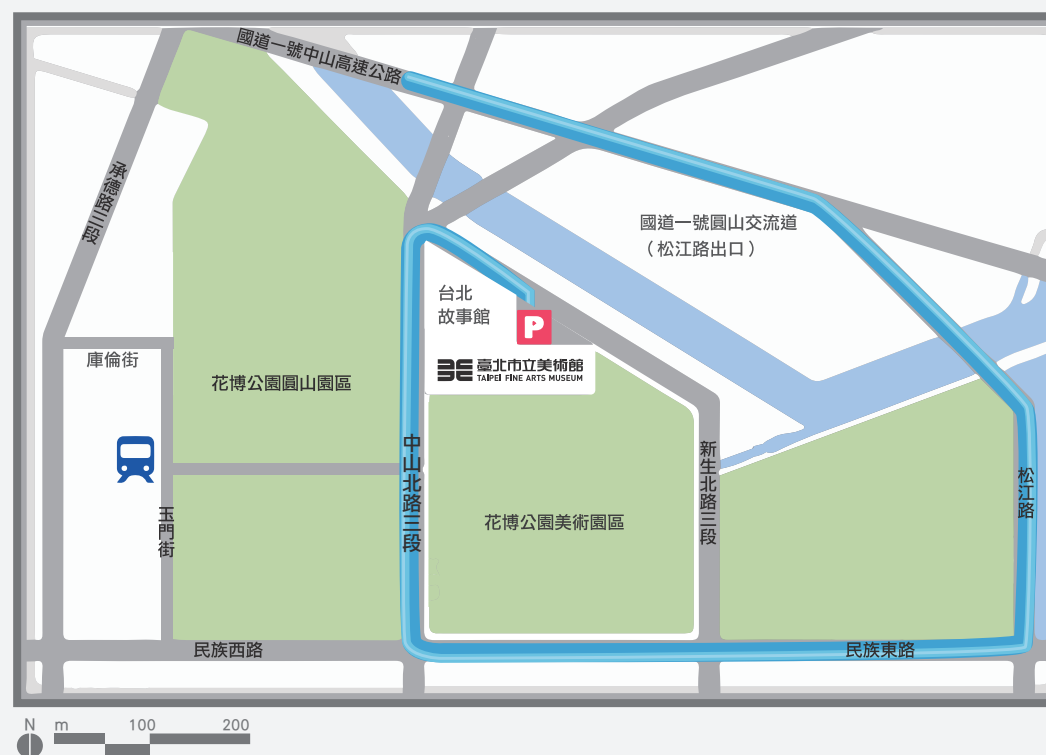 國道一號中山高速公路
承德路三段
國道一號圓山交流道
（松江路出口）
台北
故事館
P
臺北市立美術館
TAIPEI FINE ARTS MUSEUM
庫倫街
花博公園圓山園區
中山北路三段
新生北路三段
松江路
玉門街
花博公園美術園區
民族西路
民族東路
N m 100 200